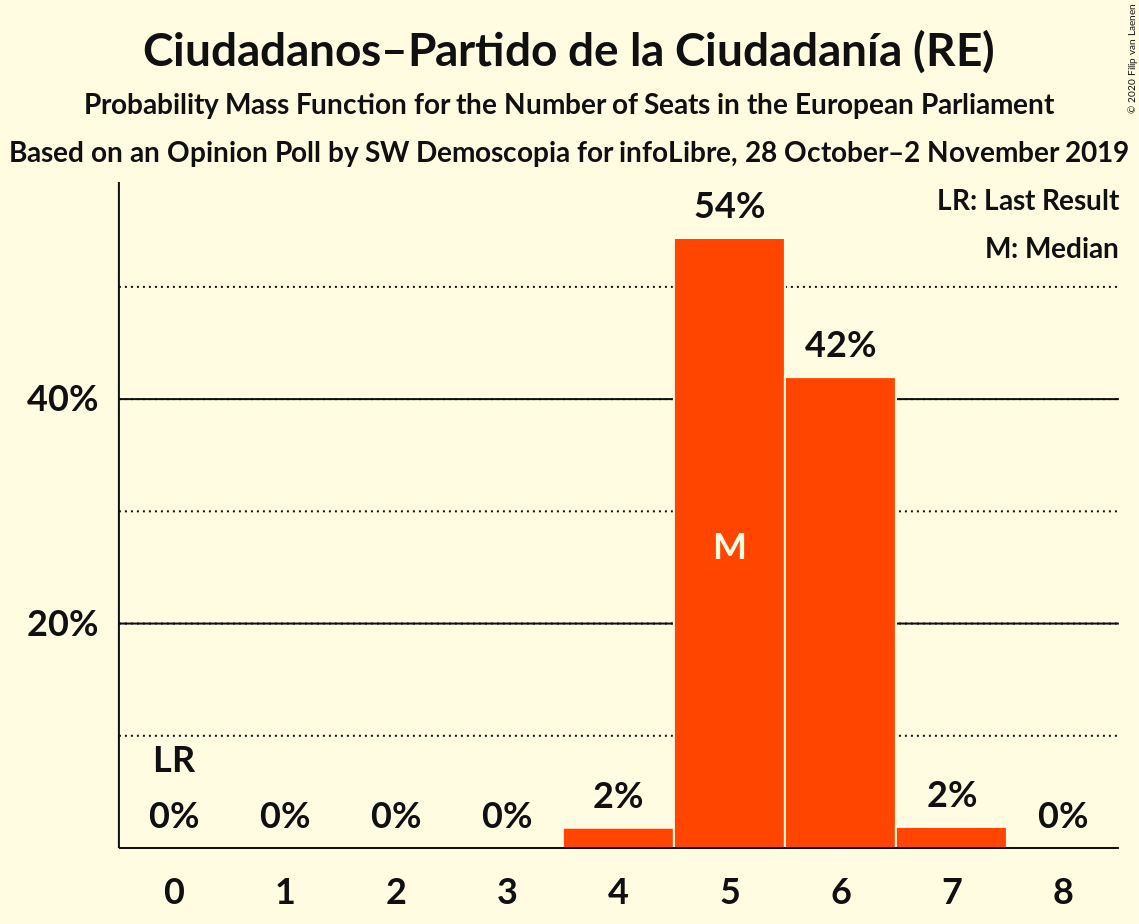 Ciudadanos–Partido de la Ciudadanía (RE)
Probability Mass Function for the Number of Seats in the European Parliament
Based on an Opinion Poll by SW Demoscopia for infoLibre, 28 October–2 November 2019
© 2020 Filip van Laenen
LR: Last Result
M: Median
54%
42%
40%
M
20%
LR
0% 0% 0% 0% 2% 2% 0%
0 1 2 3 4 5 6 7 8